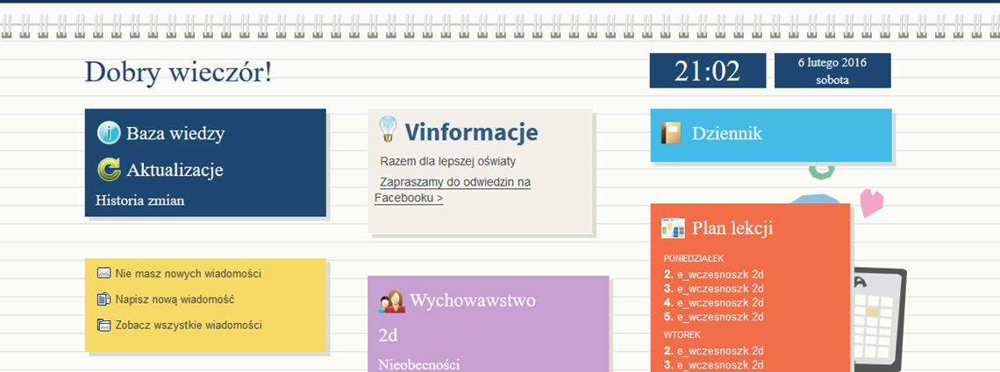 Dobry wieczór!
21:02
6 lutego 2016
sobota
Baza wiedzy
Aktualizacje
Historia zmian
Vinformacje
Razem dla lepszej oświaty
Zapraszamy do odwiedzin na
Facebooku >
Dziennik
Nie masz nowych wiadomości
Napisz nową wiadomość
Zobacz wszystkie wiadomości
Wychowawstwo
2d
Nieobecności
Plan lekcji
PONIEDZIAŁEK
2. e_wczesnoszk 2d
3. e_wczesnoszk 2d
4. e_wczesnoszk 2d
5. e_wczesnoszk 2d
WTOREK
2. e_wczesnoszk 2d
3. e_wczesnoszk 2d